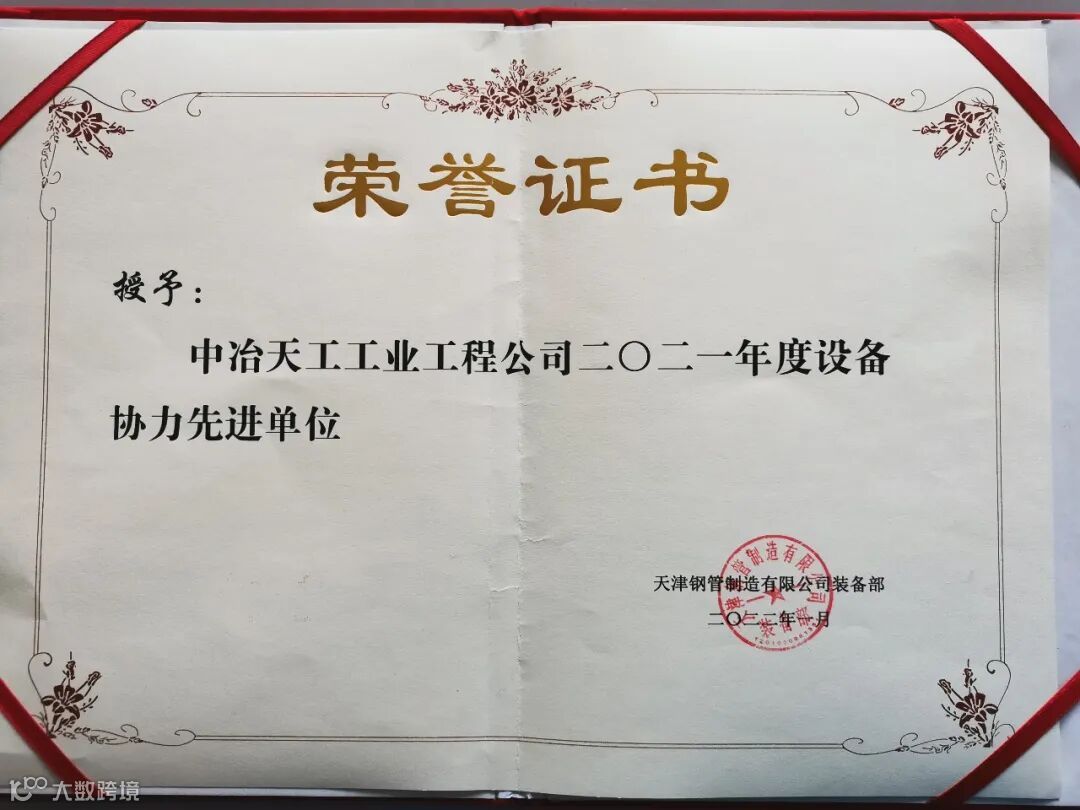 荣誉证书
授予：
中冶天工工业工程公司二〇二一年度设备
协力先进单位
天津钢管制造有限公司装备部
二〇二二年 月
大数跨境